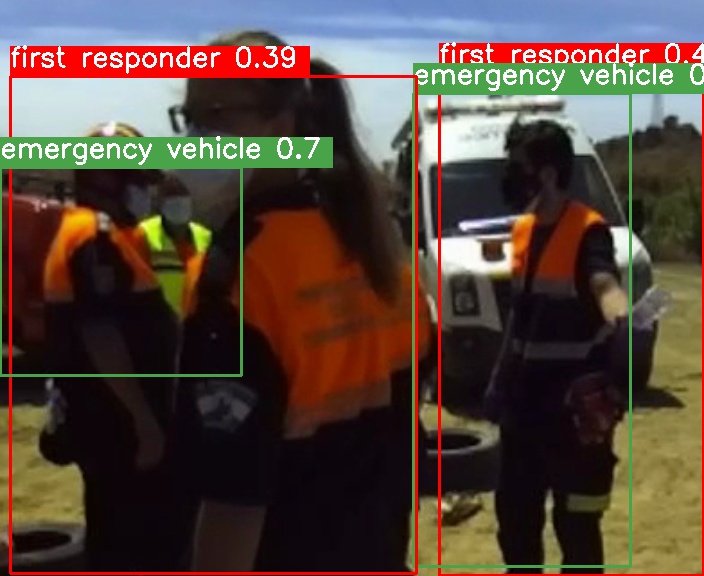 first responder 0.39
first responder 0.4
emergency vehicle 0
emergency vehicle 0.7